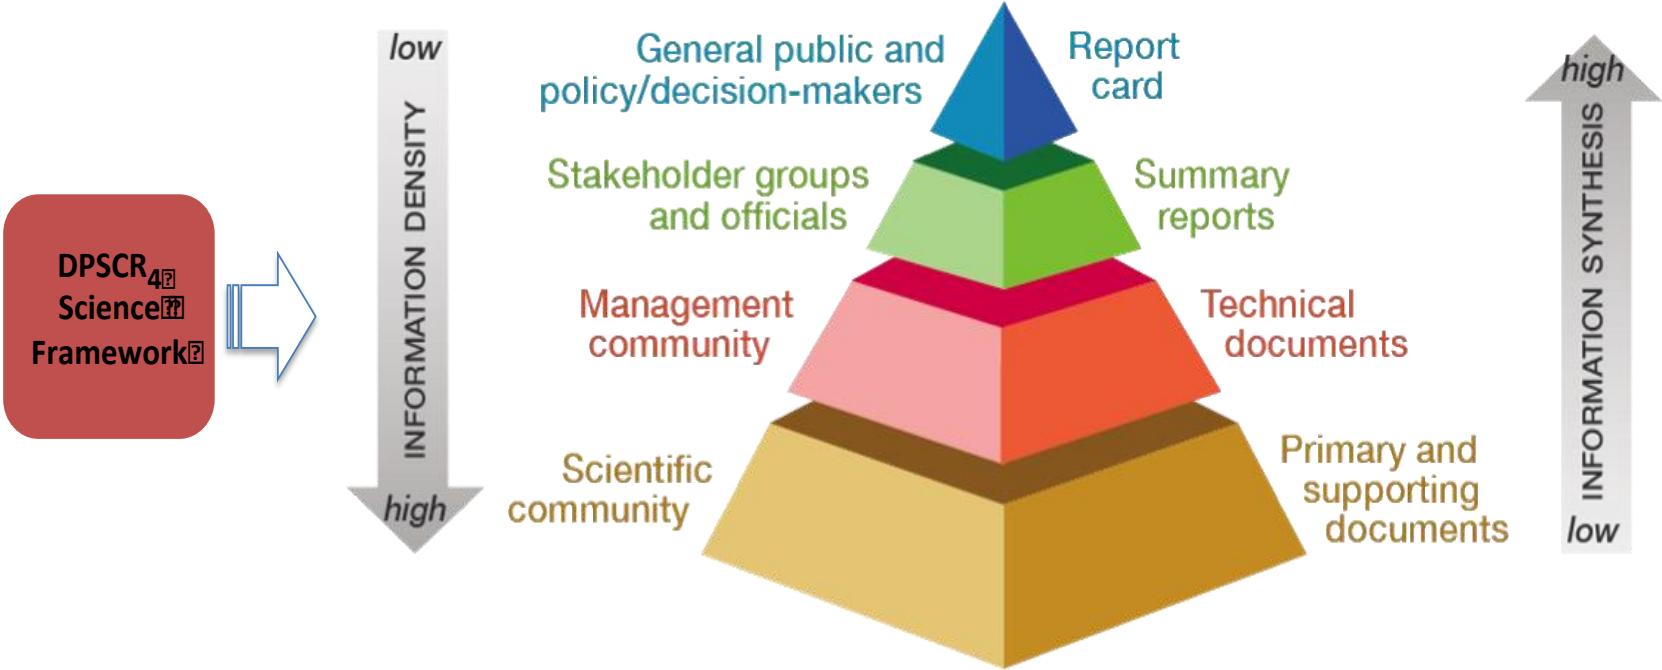 DPSCR4
Science
Framework
low
INFORMATION DENSITY
high
General public and
policy/decision-makers
Report
card
Stakeholder groups
and officials
Summary
reports
Management
community
Technical
documents
Scientific
community
Primary and
supporting
documents
high
INFORMATION SYNTHESIS
low